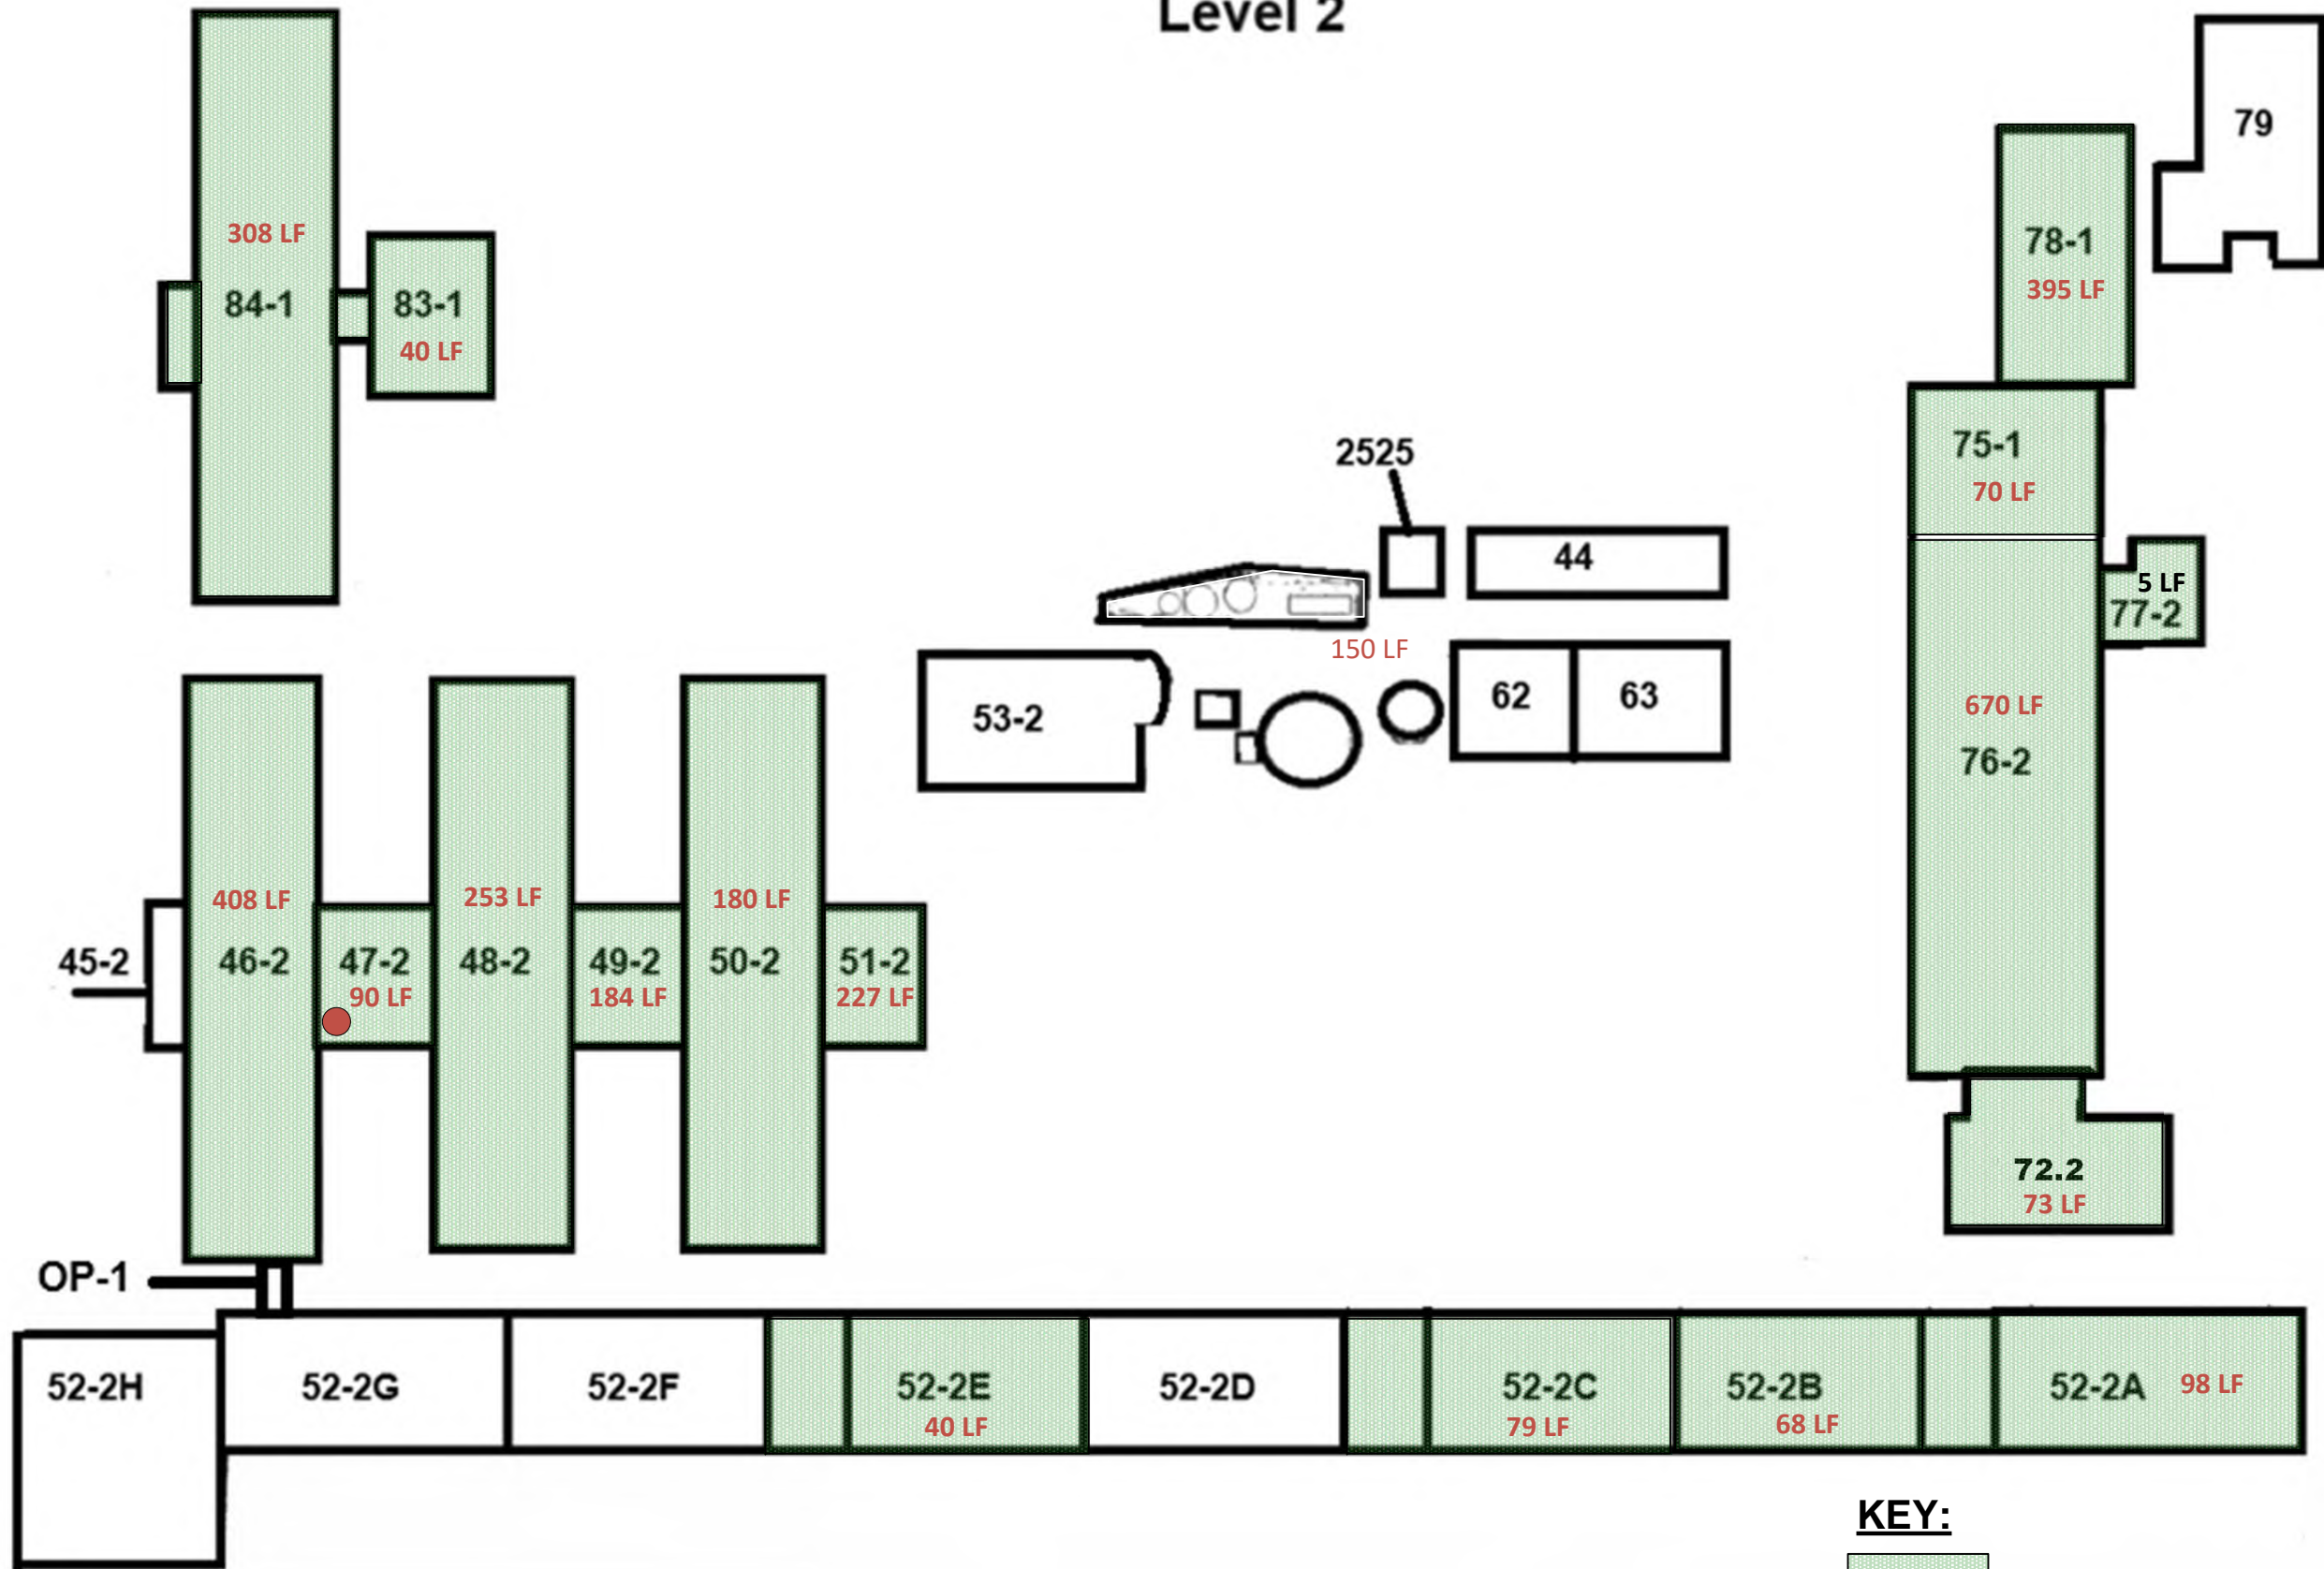 Level 2
79
308 LF
84-1
83-1
40 LF
78-1
395 LF
75-1
70 LF
2525
44
5 LF
77-2
150 LF
53-2
62
63
670 LF
76-2
408 LF
253 LF
180 LF
45-2
46-2
47-2
48-2
49-2
50-2
51-2
90 LF
184 LF
227 LF
72.2
73 LF
OP-1
52-2H
52-2G
52-2F
52-2E
40 LF
52-2D
52-2C
79 LF
52-2B
68 LF
52-2A
98 LF
KEY: